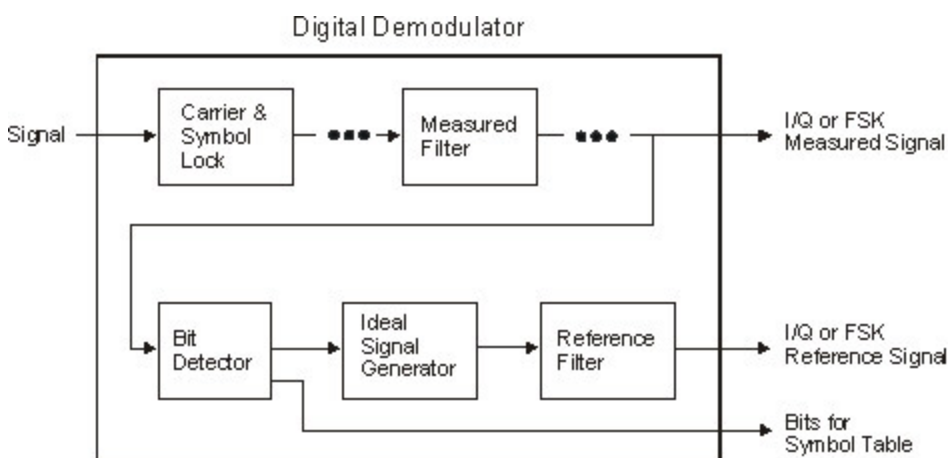 Digital Demodulator
Signal
Carrier &
Symbol
Lock
Measured
Filter
I/Q or FSK
Measured Signal
Bit
Detector
Ideal
Signal
Generator
Reference
Filter
I/Q or FSK
Reference Signal
Bits for
Symbol Table